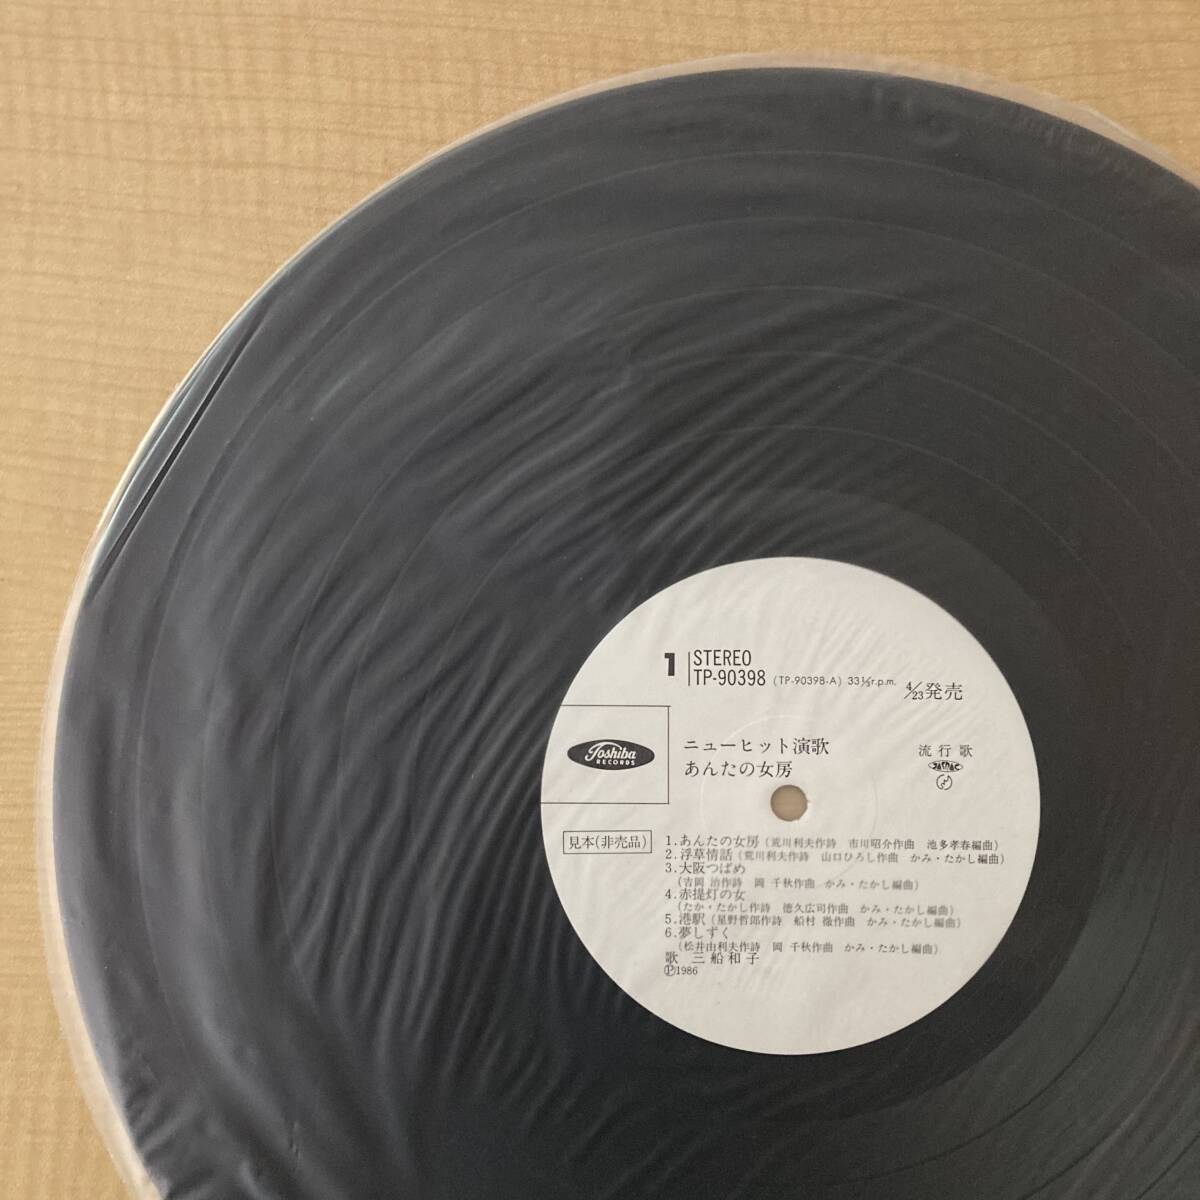 1 STEREO
TP-90398 (TP-90398-A) 33⅓r.p.m. 4/23発売
Toshiba
RECORDS
ニューヒット演歌
あんたの女房
流行歌
JASRAC
見本(非売品)
1.あんたの女房(荒川利夫作詩 市川昭介作曲 池多孝春編曲)
2.浮草情話(荒川利夫作詩 山口ひろし作曲 かみ・たかし編曲)
3.大阪つばめ
(吉岡 治作詩 岡 千秋作曲 かみ・たかし編曲)
4.赤提灯の女
(たか・たかし作詩 徳久広司作曲 かみ・たかし編曲)
5.港駅(星野哲郎作詩 船村 徹作曲 かみ・たかし編曲)
6.夢しずく
(松井由利夫作詩 岡 千秋作曲 かみ・たかし編曲)
歌 三船和子
Ⓟ1986